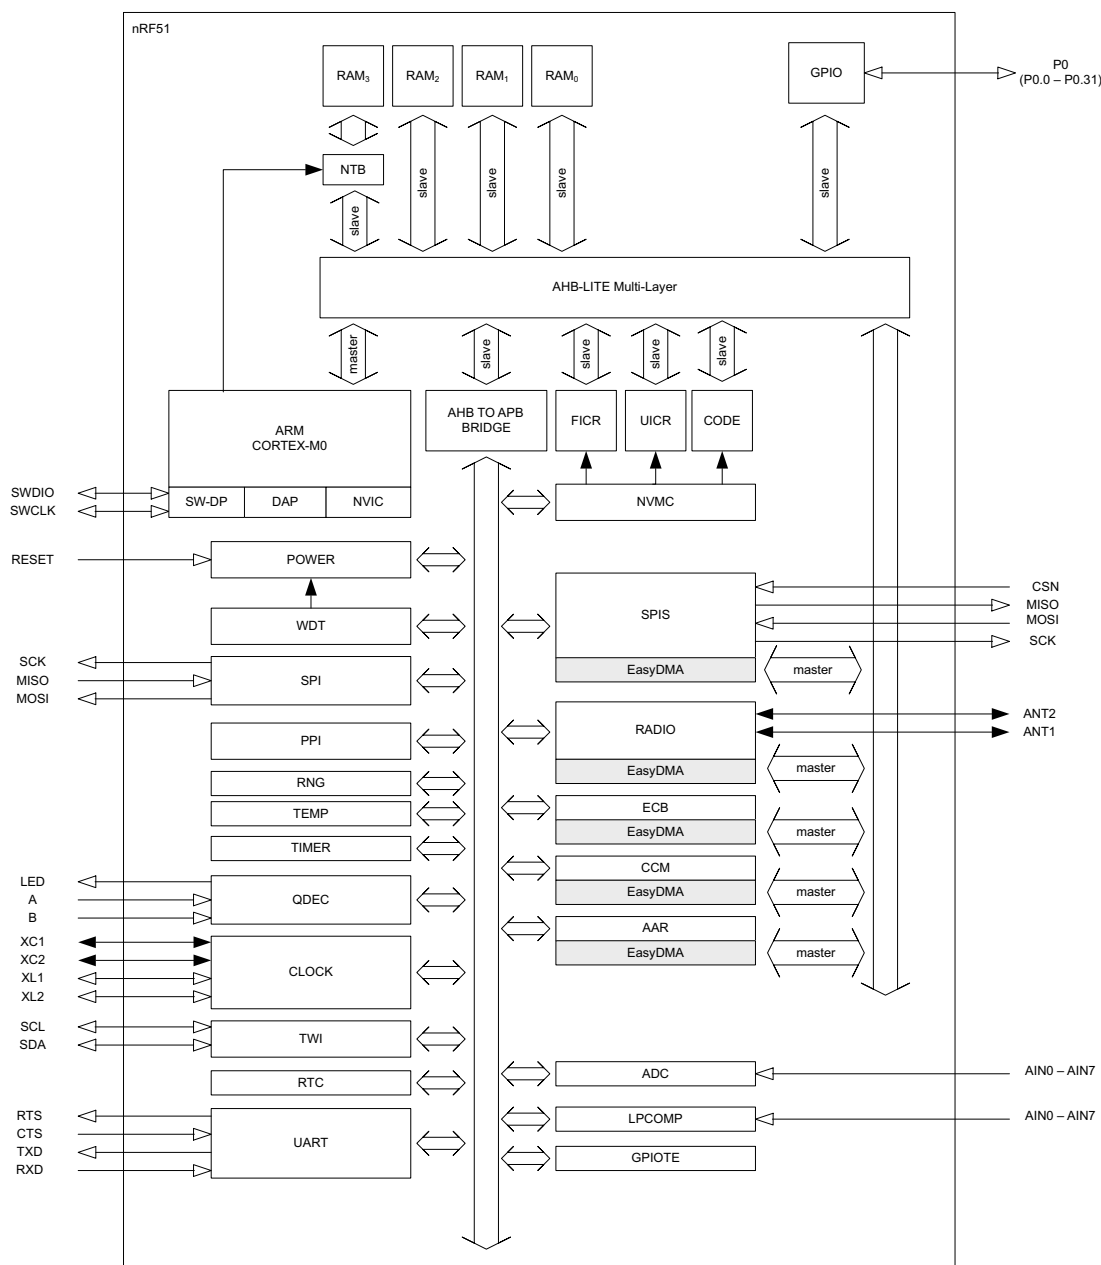 nRF51
RAM3
RAM2
RAM1
RAM0
GPIO
P0
(P0.0 – P0.31)
NTB
slave
slave
slave
slave
slave
AHB-LITE Multi-Layer
master
slave
slave
slave
slave
ARM
CORTEX-M0
AHB TO APB
BRIDGE
FICR
UICR
CODE
SWDIO
SWCLK
SW-DP
DAP
NVIC
NVMC
RESET
POWER
WDT
SPIS
CSN
MISO
MOSI
SCK
EasyDMA
master
SCK
MISO
MOSI
SPI
RADIO
ANT2
ANT1
EasyDMA
master
PPI
RNG
TEMP
TIMER
ECB
EasyDMA
master
CCM
EasyDMA
master
LED
A
B
QDEC
AAR
EasyDMA
master
XC1
XC2
XL1
XL2
CLOCK
SCL
SDA
TWI
RTC
ADC
AIN0 – AIN7
RTS
CTS
TXD
RXD
UART
LPCOMP
AIN0 – AIN7
GPIOTE